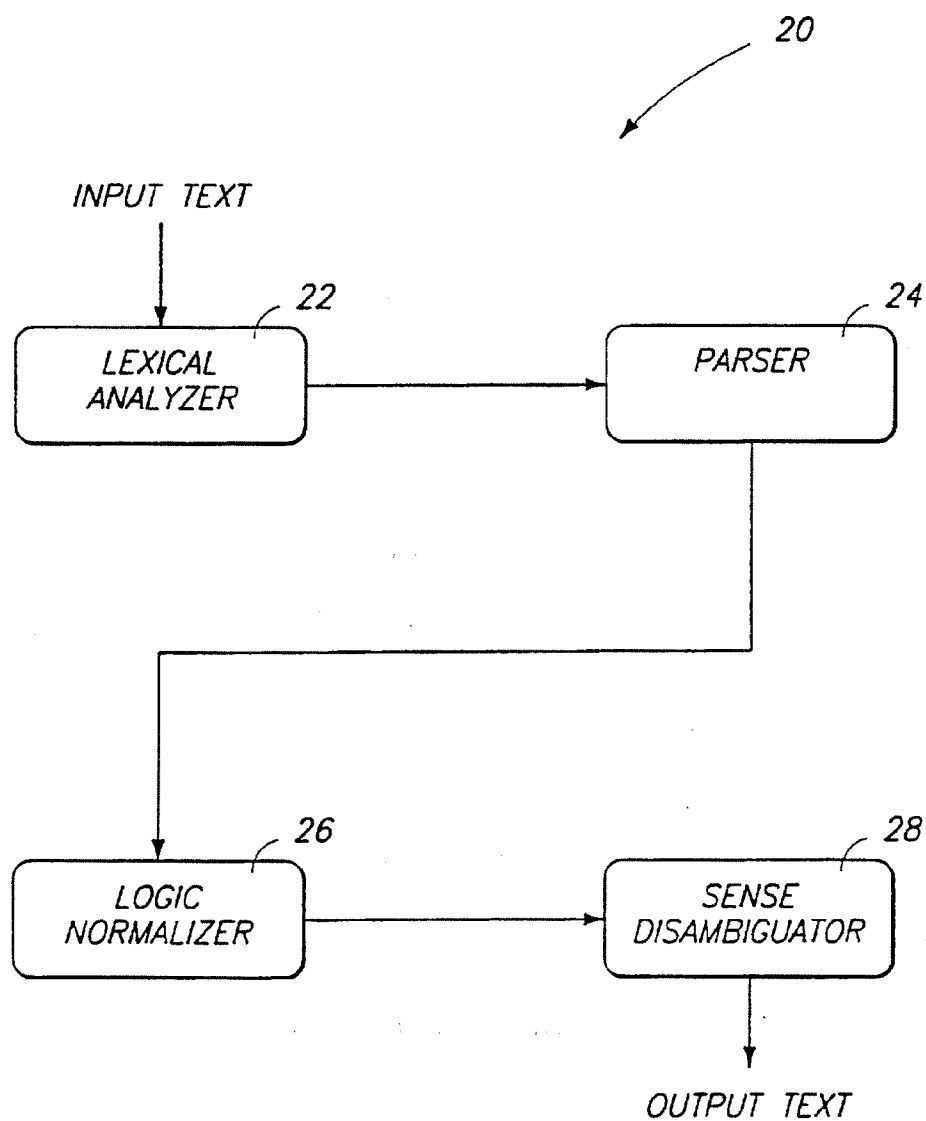 20
INPUT TEXT
22
LEXICAL
ANALYZER
24
PARSER
26
LOGIC
NORMALIZER
28
SENSE
DISAMBIGUATOR
OUTPUT TEXT